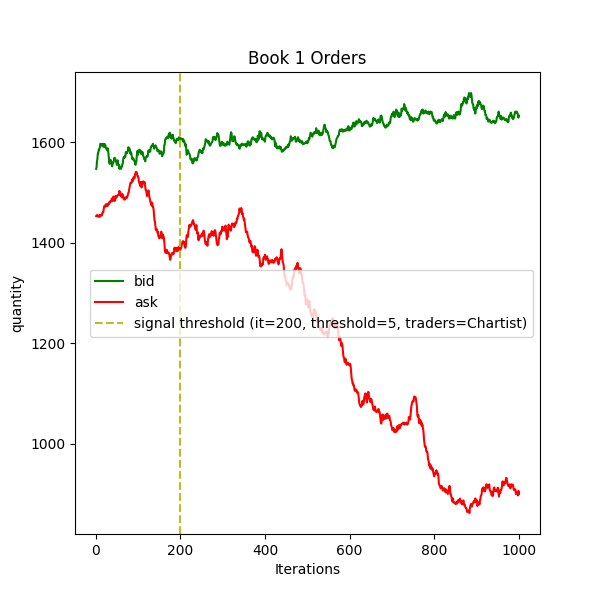 Book 1 Orders
quantity
1600
1400
1200
1000
bid
ask
signal threshold (it=200, threshold=5, traders=Chartist)
0 200 400 600 800 1000
Iterations